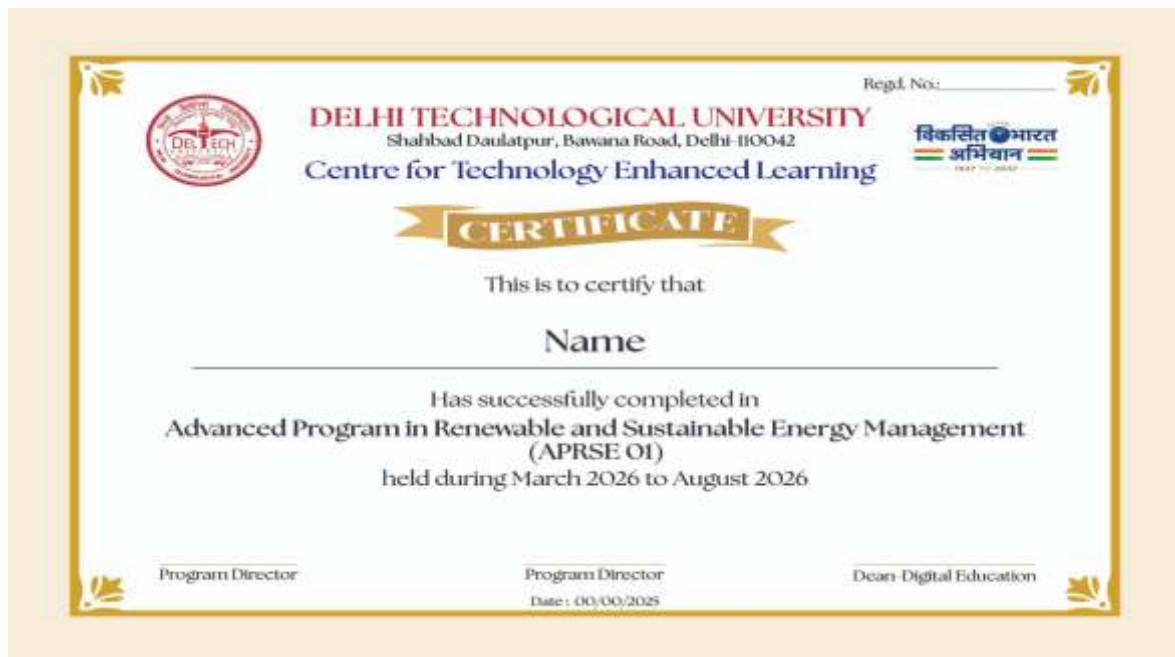 Regd. No.:
DELHI TECHNOLOGICAL UNIVERSITY
Shahbad Daulatpur, Bawana Road, Delhi-110042
Centre for Technology Enhanced Learning
DELTECH
विकसित भारत
अभियान
CERTIFICATE
This is to certify that
Name
Has successfully completed in
Advanced Program in Renewable and Sustainable Energy Management
(APRSE 01)
held during March 2026 to August 2026
Program Director
Program Director
Dean-Digital Education
Date : 00/00/2025